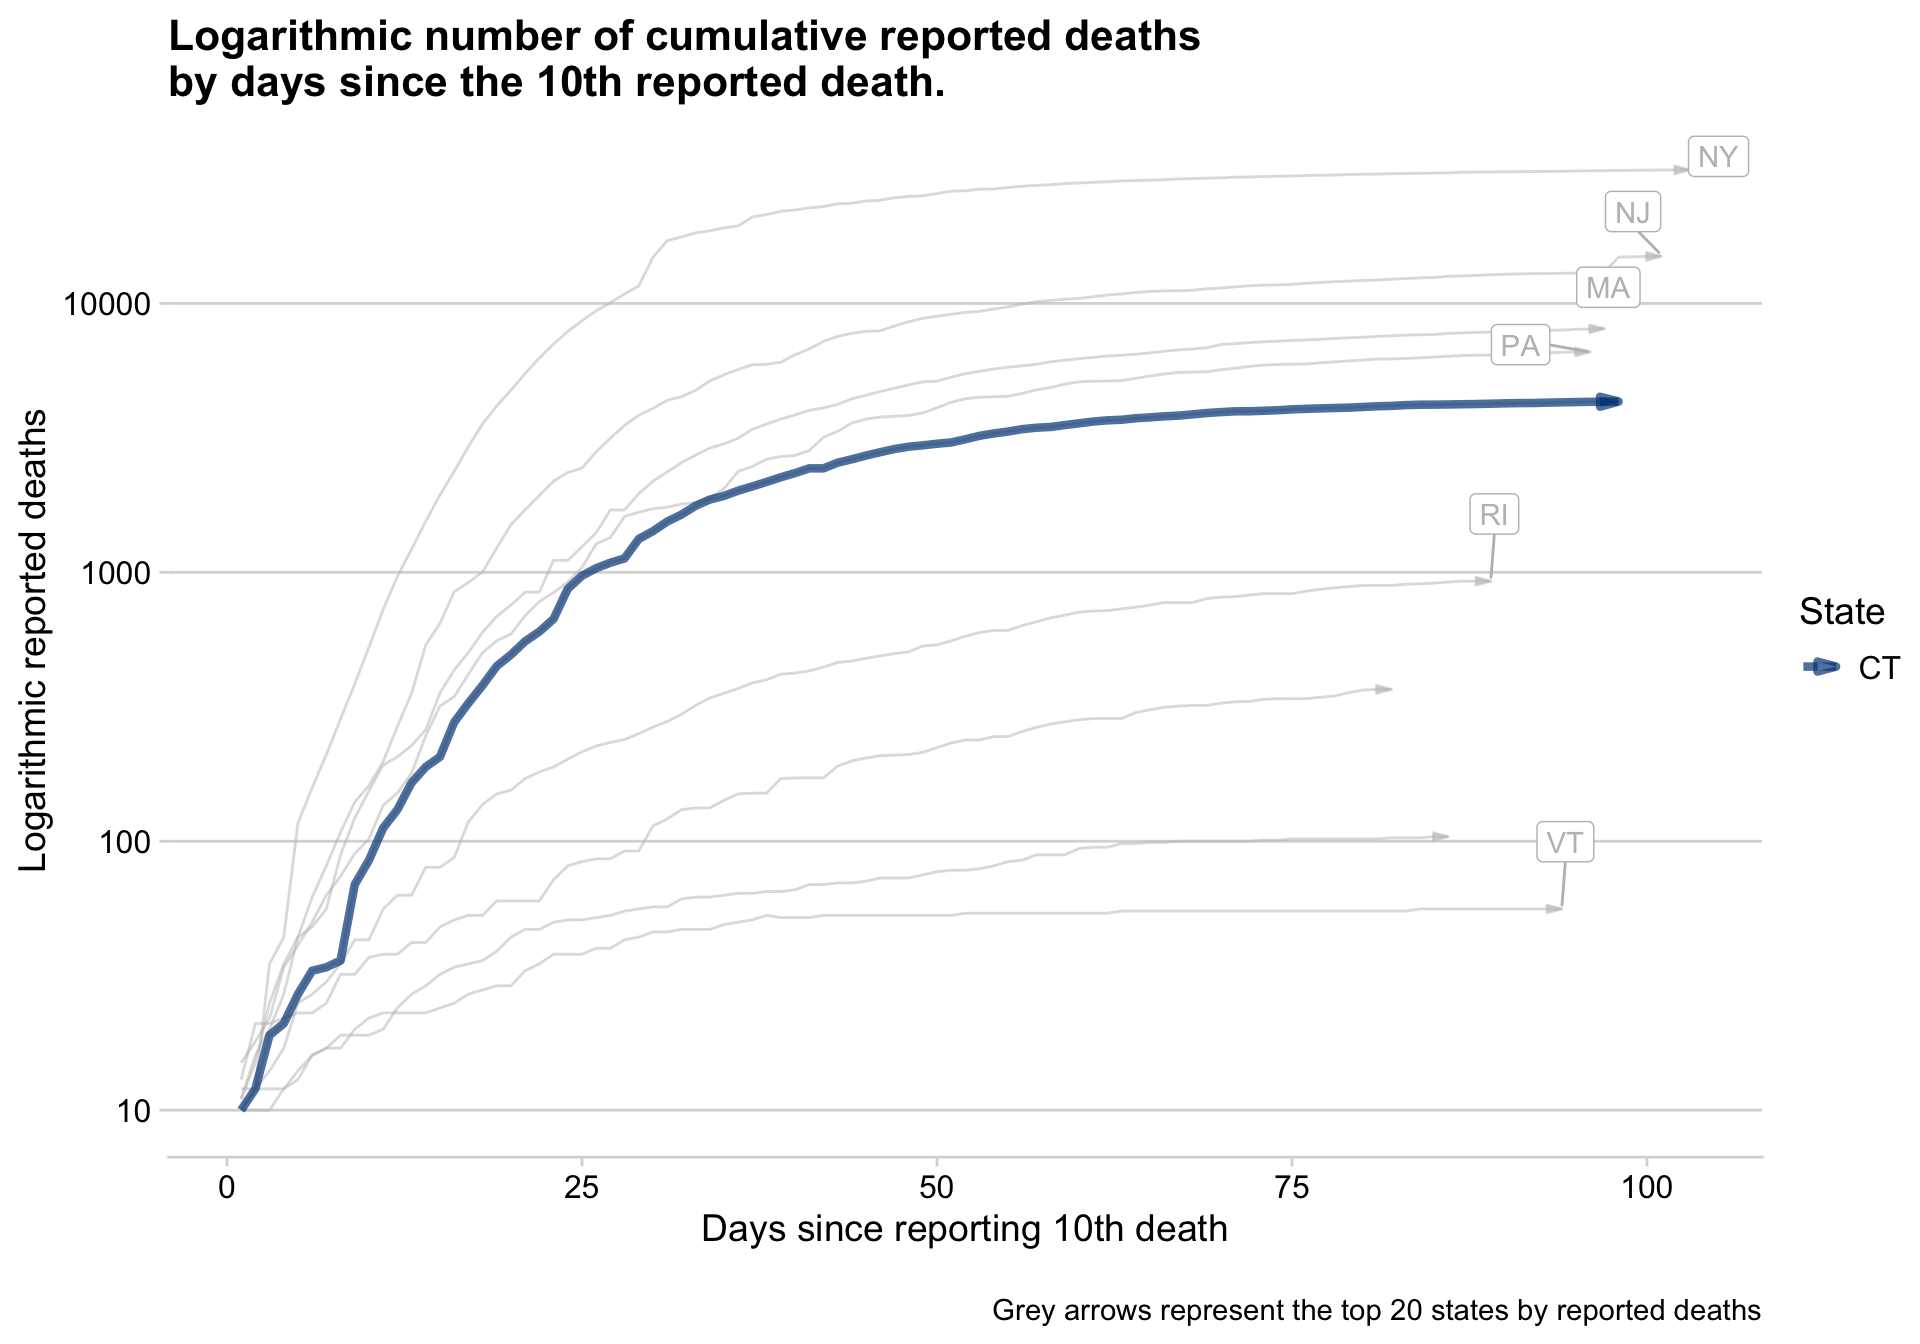 Logarithmic number of cumulative reported deaths
by days since the 10th reported death.
NY
NJ
MA
PA
RI
VT
10000
1000
100
10
Logarithmic reported deaths
0
25
50
75
100
Days since reporting 10th death
State
CT
Grey arrows represent the top 20 states by reported deaths